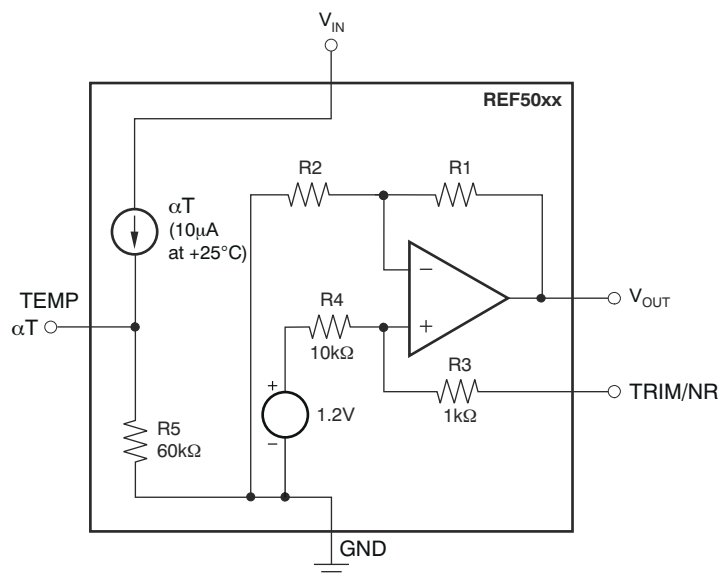 V_IN
REF50xx
R2
R1
αT
(10µA
at +25°C)
−
R4
+
V_OUT
TEMP
αT
10kΩ
R3
1kΩ
TRIM/NR
+
1.2V
−
R5
60kΩ
GND